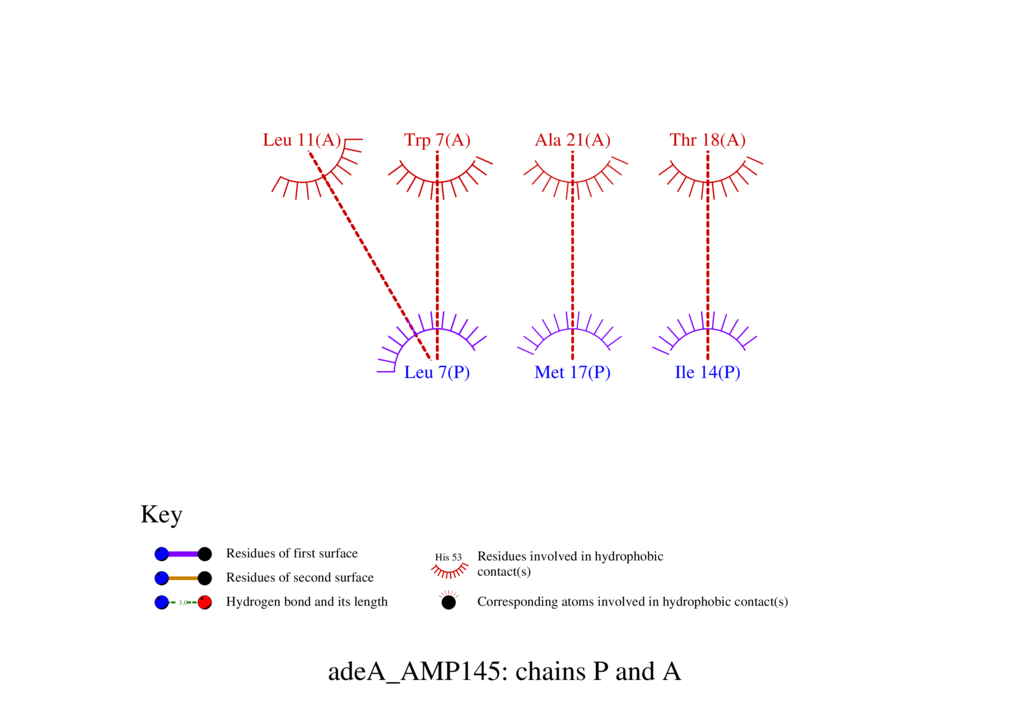 Leu 11(A) Trp 7(A) Ala 21(A) Thr 18(A)
Leu 7(P) Met 17(P) Ile 14(P)
Key
Residues of first surface
Residues of second surface
3.0
Hydrogen bond and its length
His 53
Residues involved in hydrophobic
contact(s)
Corresponding atoms involved in hydrophobic contact(s)
adeA_AMP145: chains P and A